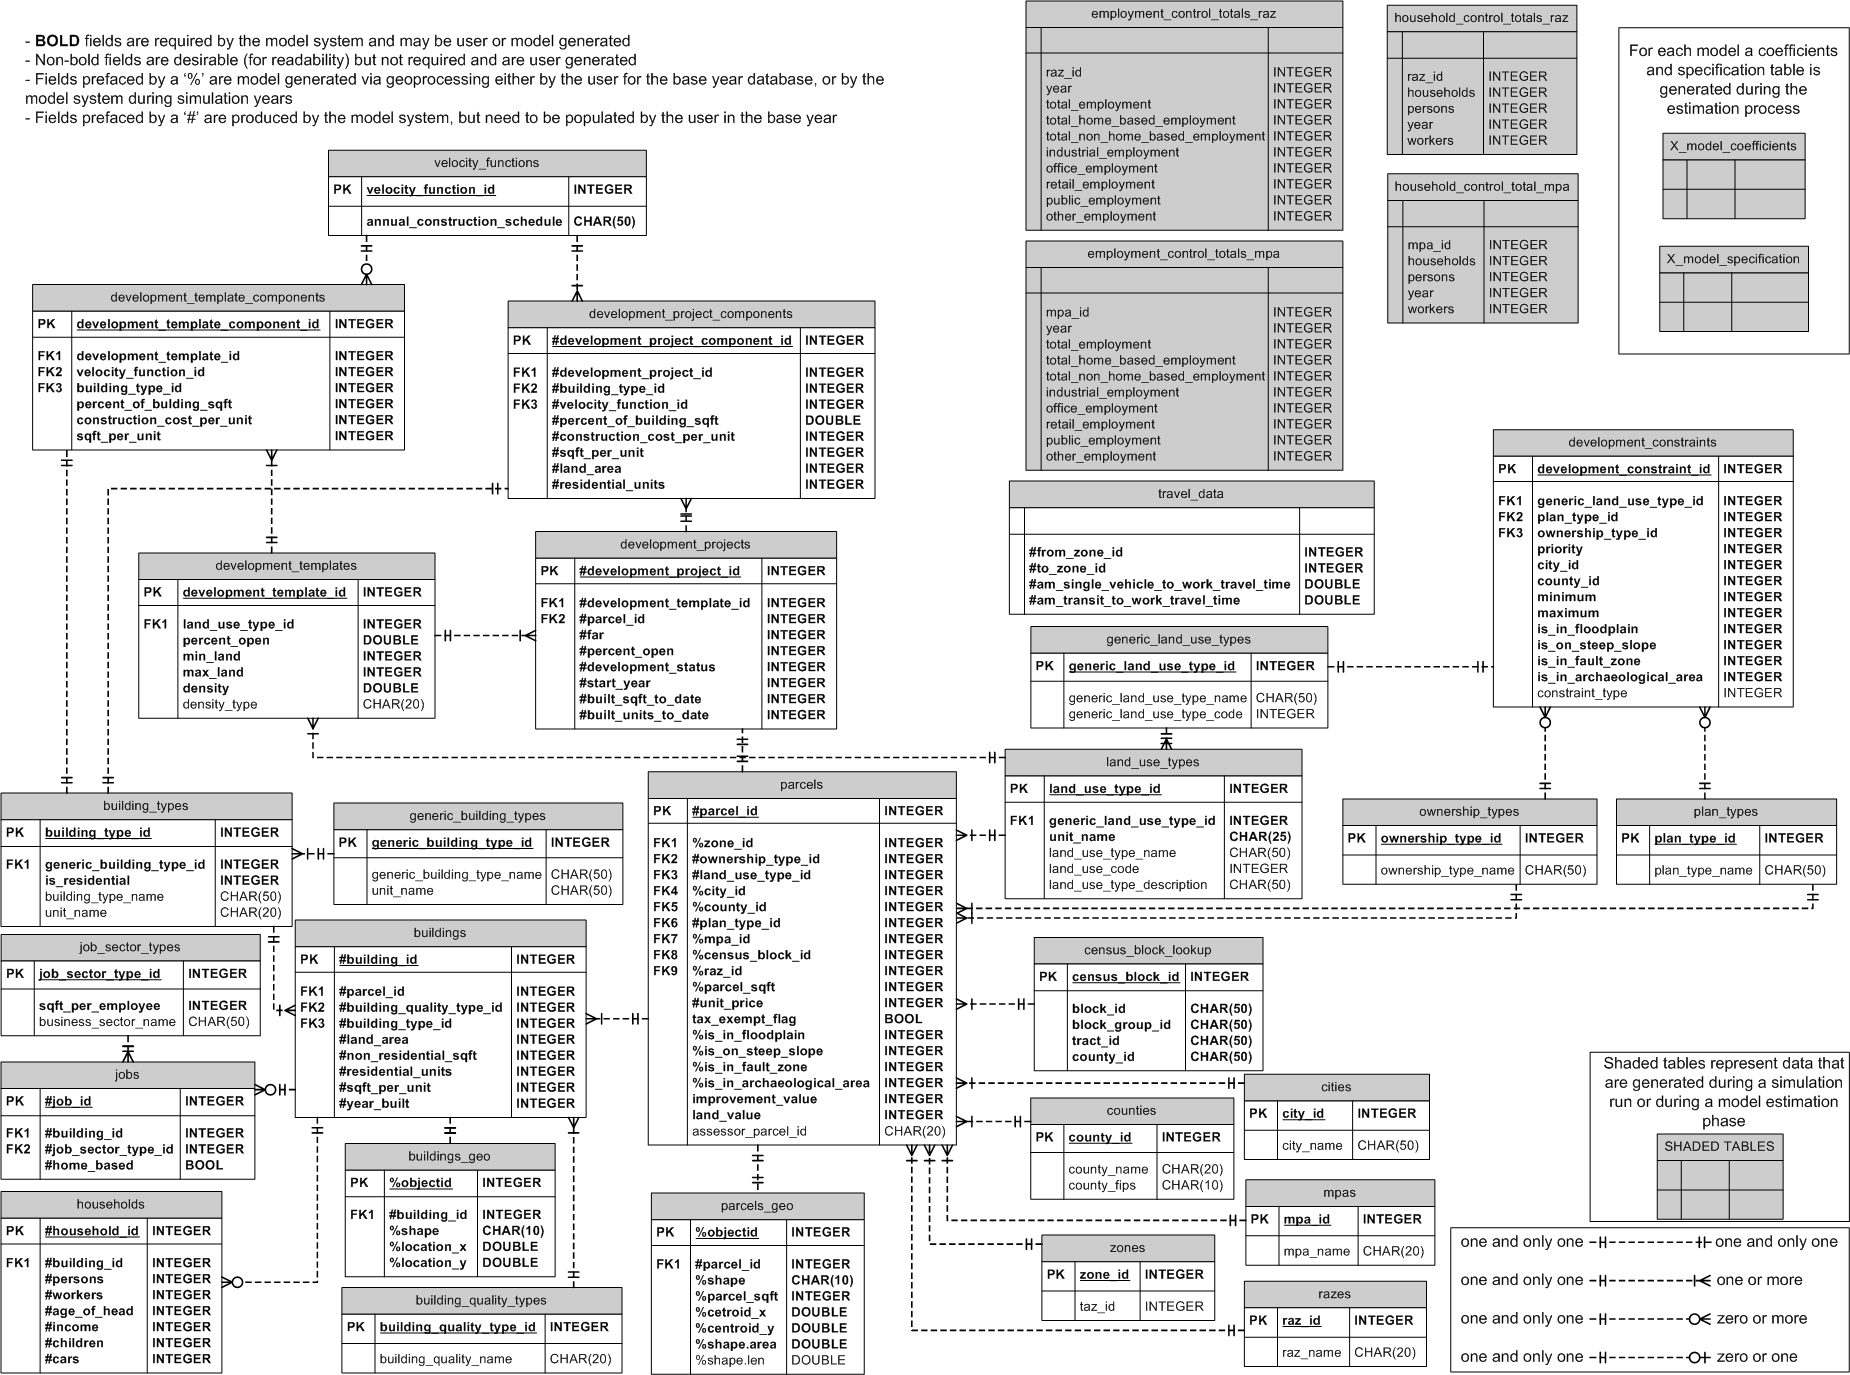 - BOLD fields are required by the model system and may be user or model generated
- Non-bold fields are desirable (for readability) but not required and are user generated
- Fields prefaced by a ‘%’ are model generated via geoprocessing either by the user for the base year database, or by the
model system during simulation years
- Fields prefaced by a ‘#’ are produced by the model system, but need to be populated by the user in the base year
employment_control_totals_raz
raz_id INTEGER
year INTEGER
total_employment INTEGER
total_home_based_employment INTEGER
total_non_home_based_employment INTEGER
industrial_employment INTEGER
office_employment INTEGER
retail_employment INTEGER
public_employment INTEGER
other_employment INTEGER
household_control_totals_raz
raz_id INTEGER
households INTEGER
persons INTEGER
year INTEGER
workers INTEGER
For each model a coefficients
and specification table is
generated during the
estimation process
X_model_coefficients
X_model_specification
household_control_total_mpa
mpa_id INTEGER
households INTEGER
persons INTEGER
year INTEGER
workers INTEGER
employment_control_totals_mpa
mpa_id INTEGER
year INTEGER
total_employment INTEGER
total_home_based_employment INTEGER
total_non_home_based_employment INTEGER
industrial_employment INTEGER
office_employment INTEGER
retail_employment INTEGER
public_employment INTEGER
other_employment INTEGER
velocity_functions
PK velocity_function_id INTEGER
annual_construction_schedule CHAR(50)
development_template_components
PK development_template_component_id INTEGER
FK1 development_template_id INTEGER
FK2 velocity_function_id INTEGER
FK3 building_type_id INTEGER
percent_of_bulding_sqft INTEGER
construction_cost_per_unit INTEGER
sqft_per_unit INTEGER
development_project_components
PK #development_project_component_id INTEGER
FK1 #development_project_id INTEGER
FK2 #building_type_id INTEGER
FK3 #velocity_function_id INTEGER
#percent_of_building_sqft DOUBLE
#construction_cost_per_unit INTEGER
#sqft_per_unit INTEGER
#land_area INTEGER
#residential_units INTEGER
travel_data
#from_zone_id INTEGER
#to_zone_id INTEGER
#am_single_vehicle_to_work_travel_time DOUBLE
#am_transit_to_work_travel_time DOUBLE
development_constraints
PK development_constraint_id INTEGER
FK1 generic_land_use_type_id INTEGER
FK2 plan_type_id INTEGER
FK3 ownership_type_id INTEGER
priority INTEGER
city_id INTEGER
county_id INTEGER
minimum INTEGER
maximum INTEGER
is_in_floodplain INTEGER
is_on_steep_slope INTEGER
is_in_fault_zone INTEGER
is_in_archaeological_area INTEGER
constraint_type INTEGER
development_templates
PK development_template_id INTEGER
FK1 land_use_type_id INTEGER
percent_open DOUBLE
min_land INTEGER
max_land INTEGER
density DOUBLE
density_type CHAR(20)
development_projects
PK #development_project_id INTEGER
FK1 #development_template_id INTEGER
FK2 #parcel_id INTEGER
#far INTEGER
#percent_open INTEGER
#development_status INTEGER
#start_year INTEGER
#built_sqft_to_date INTEGER
#built_units_to_date INTEGER
generic_land_use_types
PK generic_land_use_type_id INTEGER
generic_land_use_type_name CHAR(50)
generic_land_use_type_code INTEGER
land_use_types
PK land_use_type_id INTEGER
FK1 generic_land_use_type_id INTEGER
unit_name CHAR(25)
land_use_type_name CHAR(50)
land_use_code INTEGER
land_use_type_description CHAR(50)
ownership_types
PK ownership_type_id INTEGER
ownership_type_name CHAR(50)
plan_types
PK plan_type_id INTEGER
plan_type_name CHAR(50)
building_types
PK building_type_id INTEGER
FK1 generic_building_type_id INTEGER
is_residential INTEGER
building_type_name CHAR(50)
unit_name CHAR(20)
generic_building_types
PK generic_building_type_id INTEGER
generic_building_type_name CHAR(50)
unit_name CHAR(50)
parcels
PK #parcel_id INTEGER
FK1 %zone_id INTEGER
FK2 #ownership_type_id INTEGER
FK3 #land_use_type_id INTEGER
FK4 %city_id INTEGER
FK5 %county_id INTEGER
FK6 #plan_type_id INTEGER
FK7 %mpa_id INTEGER
FK8 %census_block_id INTEGER
FK9 %raz_id INTEGER
%parcel_sqft INTEGER
#unit_price INTEGER
tax_exempt_flag BOOL
%is_in_floodplain INTEGER
%is_on_steep_slope INTEGER
%is_in_fault_zone INTEGER
%is_in_archaeological_area INTEGER
improvement_value INTEGER
land_value INTEGER
assessor_parcel_id CHAR(20)
job_sector_types
PK job_sector_type_id INTEGER
sqft_per_employee INTEGER
business_sector_name CHAR(50)
buildings
PK #building_id INTEGER
FK1 #parcel_id INTEGER
FK2 #building_quality_type_id INTEGER
FK3 #building_type_id INTEGER
#land_area INTEGER
#non_residential_sqft INTEGER
#residential_units INTEGER
#sqft_per_unit INTEGER
#year_built INTEGER
census_block_lookup
PK census_block_id INTEGER
block_id CHAR(50)
block_group_id CHAR(50)
tract_id CHAR(50)
county_id CHAR(50)
jobs
PK #job_id INTEGER
FK1 #building_id INTEGER
FK2 #job_sector_type_id INTEGER
#home_based BOOL
households
PK #household_id INTEGER
FK1 #building_id INTEGER
#persons INTEGER
#workers INTEGER
#age_of_head INTEGER
#income INTEGER
#children INTEGER
#cars INTEGER
buildings_geo
PK %objectid INTEGER
FK1 #building_id INTEGER
%shape CHAR(10)
%location_x DOUBLE
%location_y DOUBLE
building_quality_types
PK building_quality_type_id INTEGER
building_quality_name CHAR(20)
parcels_geo
PK %objectid INTEGER
FK1 #parcel_id INTEGER
%shape CHAR(10)
%parcel_sqft INTEGER
%cetroid_x DOUBLE
%centroid_y DOUBLE
%shape.area DOUBLE
%shape.len DOUBLE
counties
PK county_id INTEGER
county_name CHAR(20)
county_fips CHAR(10)
cities
PK city_id INTEGER
city_name CHAR(50)
mpas
PK mpa_id INTEGER
mpa_name CHAR(20)
zones
PK zone_id INTEGER
taz_id INTEGER
razes
PK raz_id INTEGER
raz_name CHAR(20)
Shaded tables represent data that
are generated during a simulation
run or during a model estimation
phase
SHADED TABLES
one and only one one and only one
one and only one one or more
one and only one zero or more
one and only one zero or one